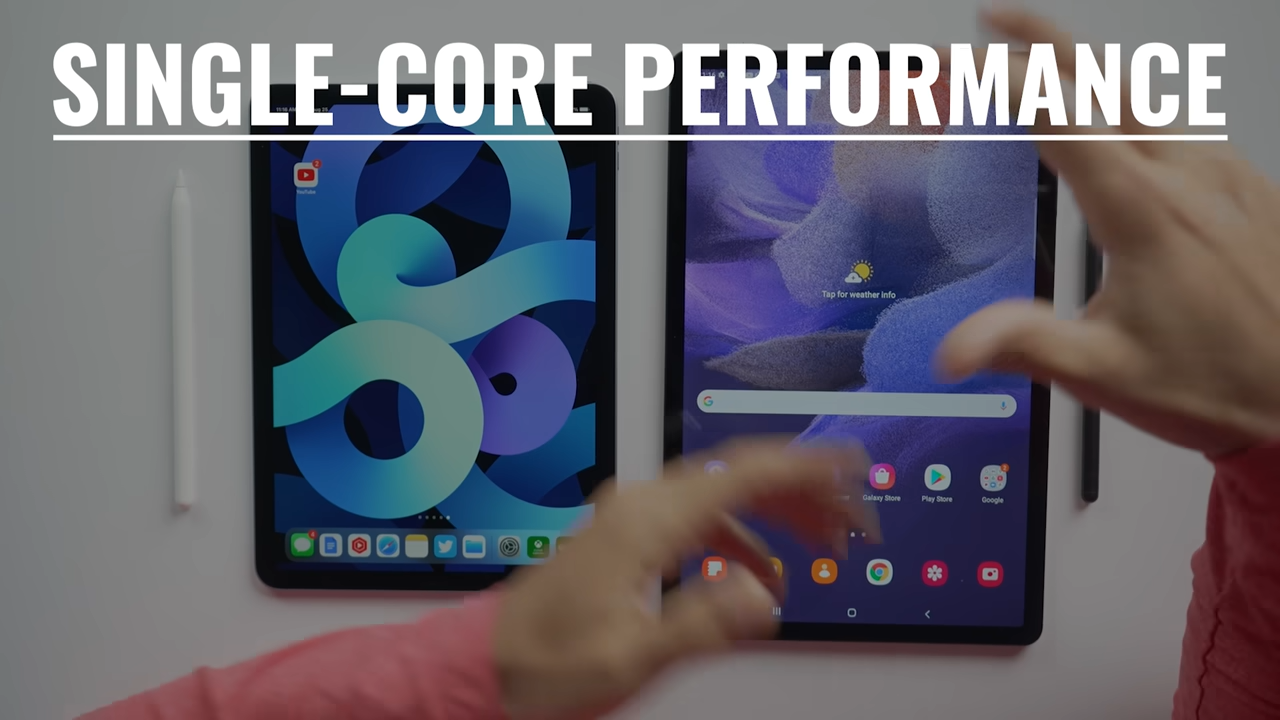 SINGLE-CORE PERFORMANCE
YouTube
Tap for weather info
Galaxy Store
Play Store
Google